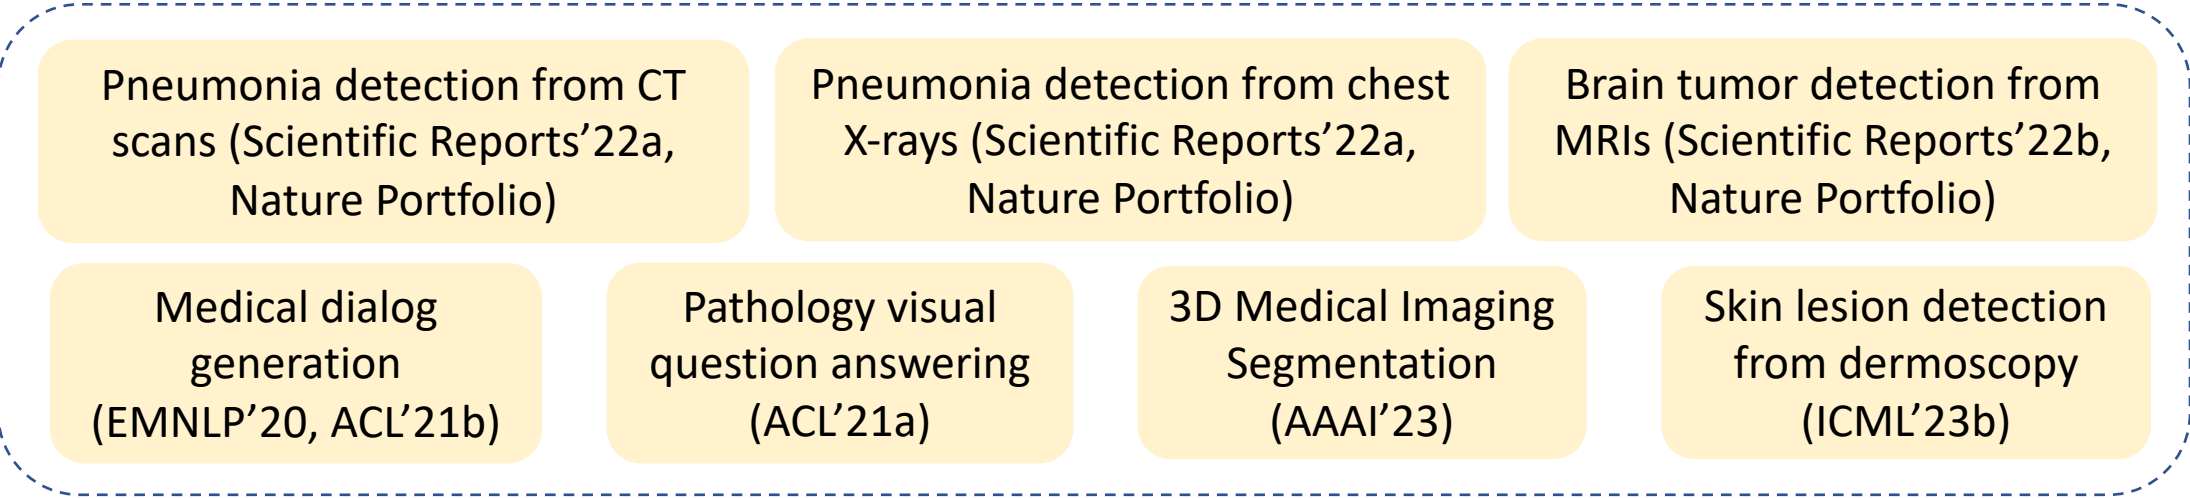 Pneumonia detection from CT
scans (Scientific Reports’22a,
Nature Portfolio)
Pneumonia detection from chest
X-rays (Scientific Reports’22a,
Nature Portfolio)
Brain tumor detection from
MRIs (Scientific Reports’22b,
Nature Portfolio)
Medical dialog
generation
(EMNLP’20, ACL’21b)
Pathology visual
question answering
(ACL’21a)
3D Medical Imaging
Segmentation
(AAAI’23)
Skin lesion detection
from dermoscopy
(ICML’23b)